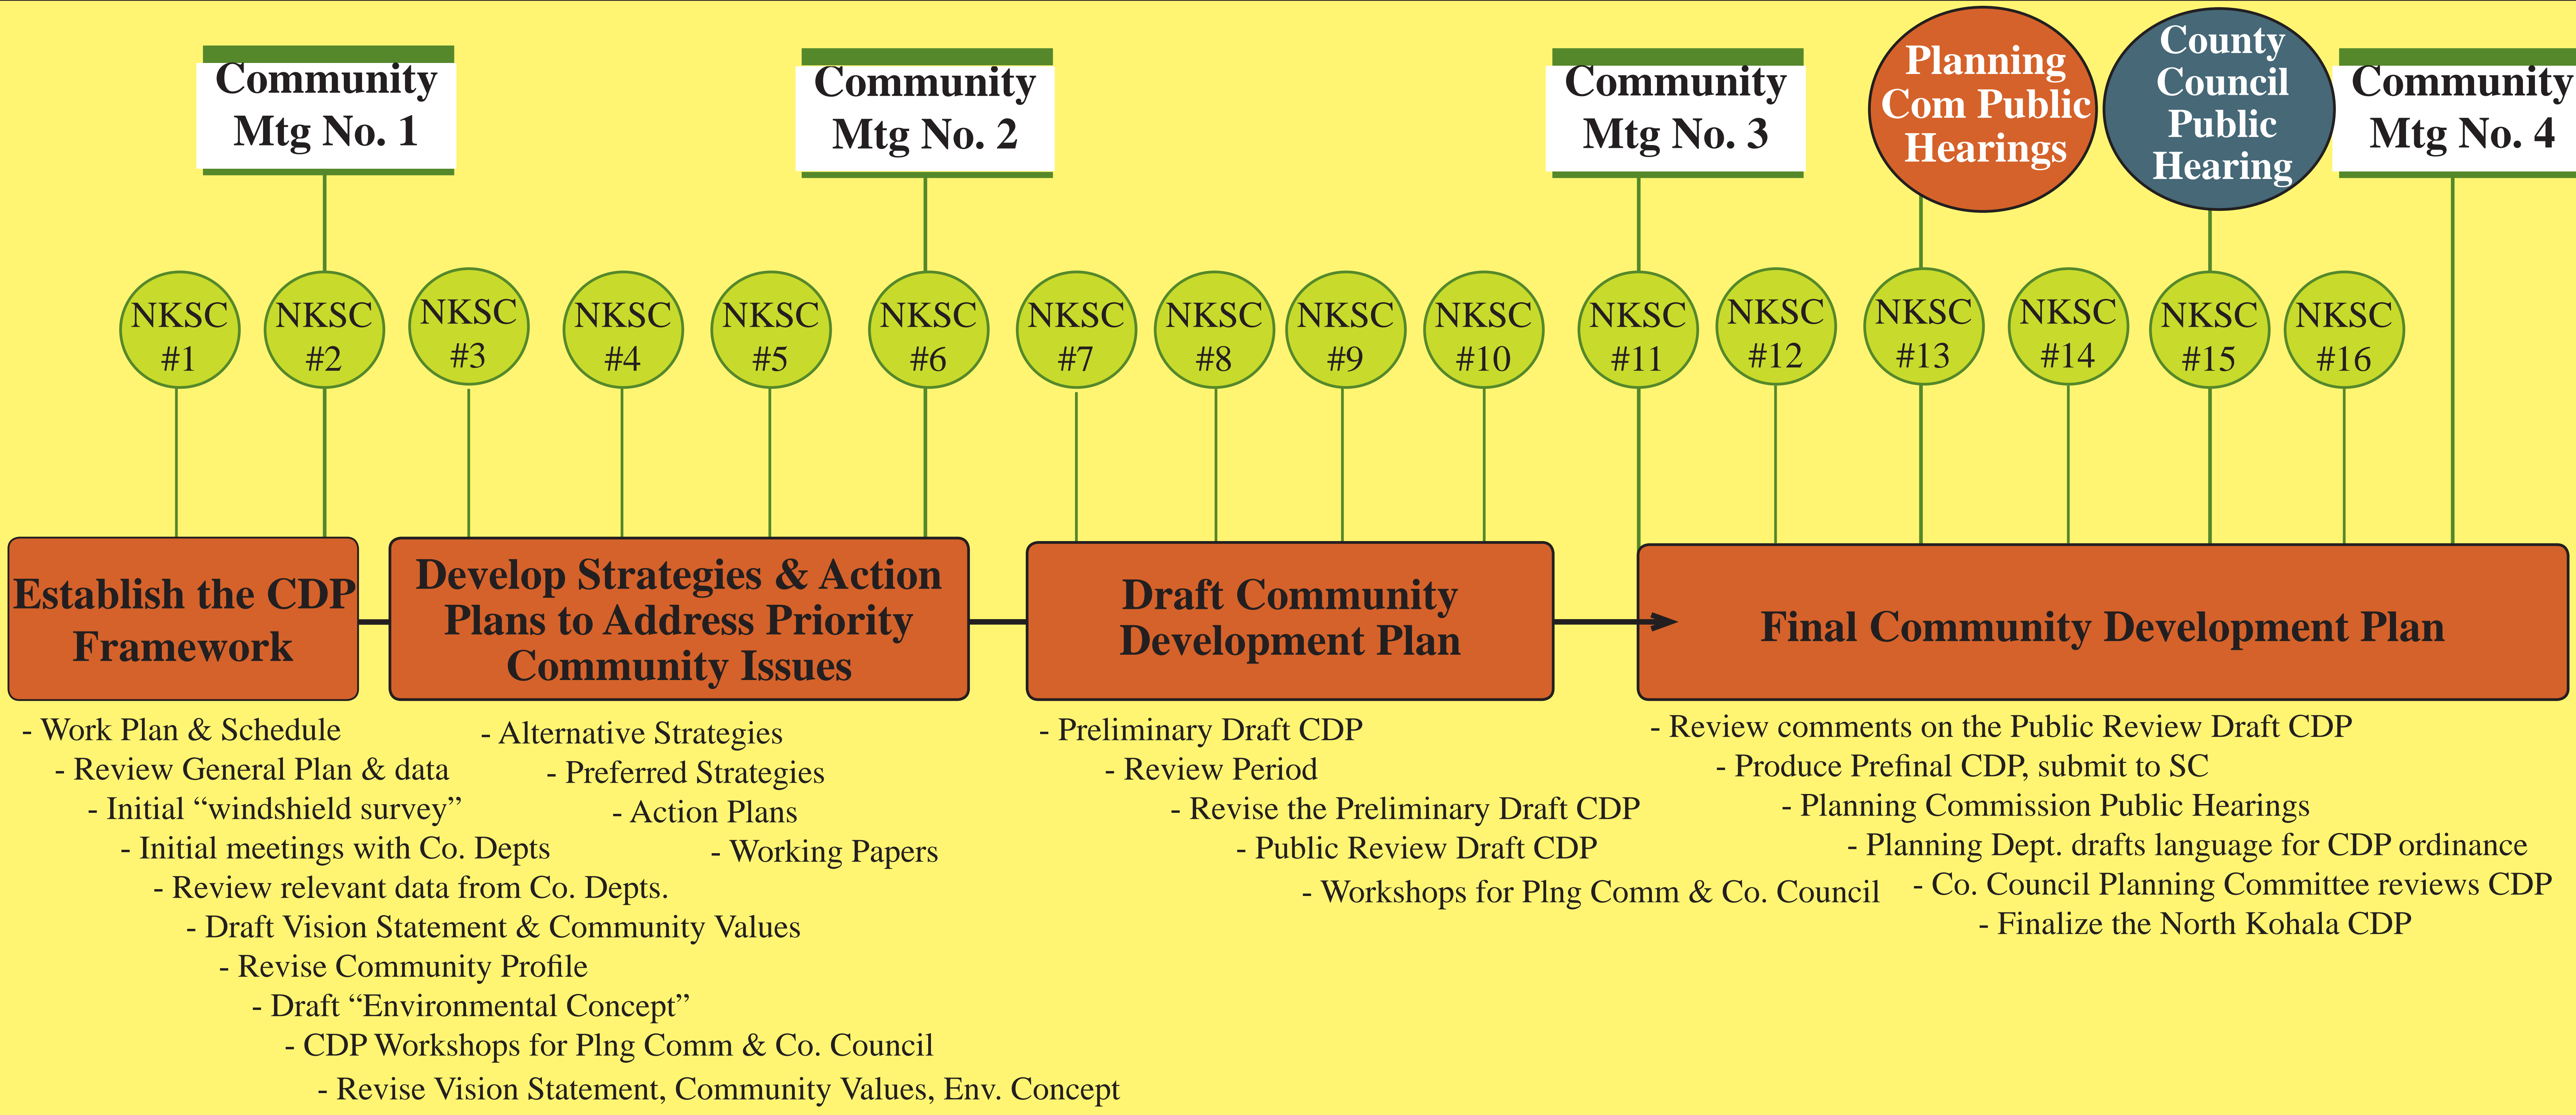 Community
Mtg No. 1
Community
Mtg No. 2
Community
Mtg No. 3
Planning
Com Public
Hearings
County
Council
Public
Hearing
Community
Mtg No. 4
NKSC
#1
NKSC
#2
NKSC
#3
NKSC
#4
NKSC
#5
NKSC
#6
NKSC
#7
NKSC
#8
NKSC
#9
NKSC
#10
NKSC
#11
NKSC
#12
NKSC
#13
NKSC
#14
NKSC
#15
NKSC
#16
Establish the CDP
Framework
Develop Strategies & Action
Plans to Address Priority
Community Issues
Draft Community
Development Plan
Final Community Development Plan
- Work Plan & Schedule
- Review General Plan & data
- Initial “windshield survey”
- Initial meetings with Co. Depts
- Review relevant data from Co. Depts.
- Draft Vision Statement & Community Values
- Revise Community Profile
- Draft “Environmental Concept”
- CDP Workshops for Plng Comm & Co. Council
- Revise Vision Statement, Community Values, Env. Concept
- Alternative Strategies
- Preferred Strategies
- Action Plans
- Working Papers
- Preliminary Draft CDP
- Review Period
- Revise the Preliminary Draft CDP
- Public Review Draft CDP
- Workshops for Plng Comm & Co. Council
- Review comments on the Public Review Draft CDP
- Produce Prefinal CDP, submit to SC
- Planning Commission Public Hearings
- Planning Dept. drafts language for CDP ordinance
- Co. Council Planning Committee reviews CDP
- Finalize the North Kohala CDP